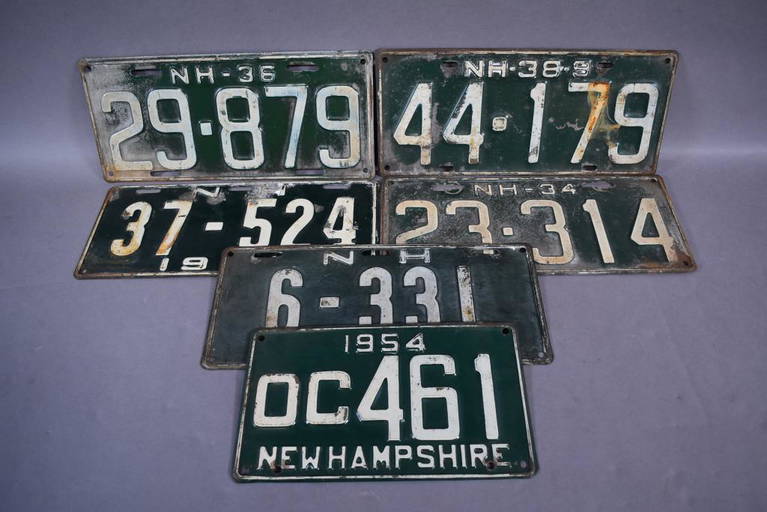 NH-36
29·879
NH-38-9
44·179
37-524
19
NH-34
23·314
N H
6-331
1954
OC461
NEW HAMPSHIRE